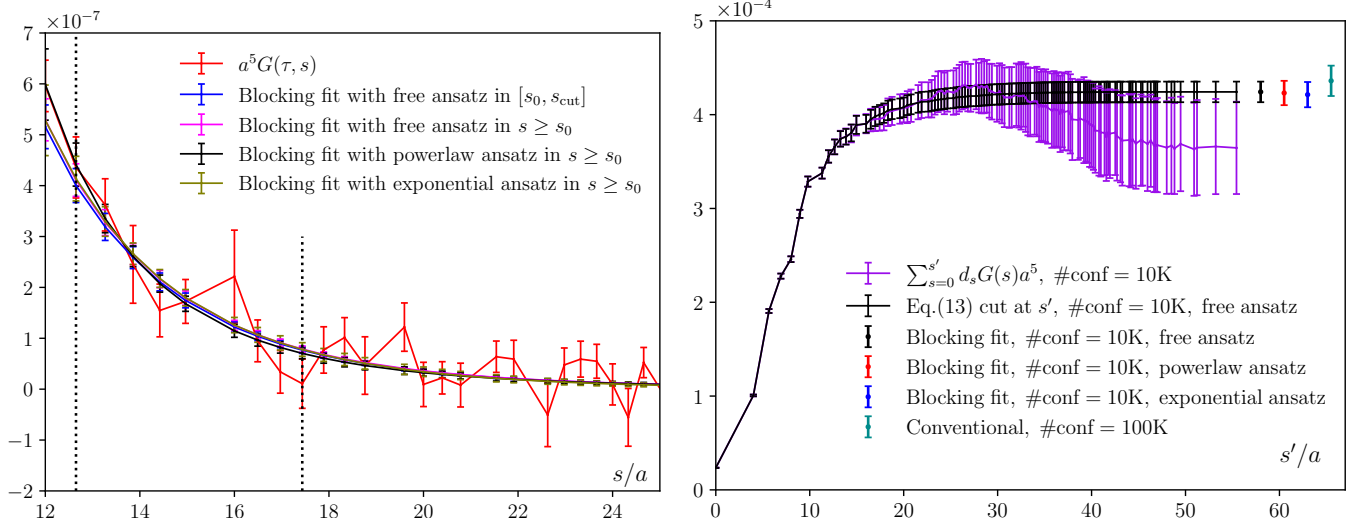 ×10⁻⁷
7
6
5
4
3
2
1
0
−1
−2
a⁵G(τ, s)
Blocking fit with free ansatz in [s₀, s_cut]
Blocking fit with free ansatz in s ≥ s₀
Blocking fit with powerlaw ansatz in s ≥ s₀
Blocking fit with exponential ansatz in s ≥ s₀
s/a
12 14 16 18 20 22 24
×10⁻⁴
5
4
3
2
1
0
∑_{s=0}^{s′} d_sG(s)a⁵, #conf = 10K
Eq.(13) cut at s′, #conf = 10K, free ansatz
Blocking fit, #conf = 10K, free ansatz
Blocking fit, #conf = 10K, powerlaw ansatz
Blocking fit, #conf = 10K, exponential ansatz
Conventional, #conf = 100K
s′/a
0 10 20 30 40 50 60